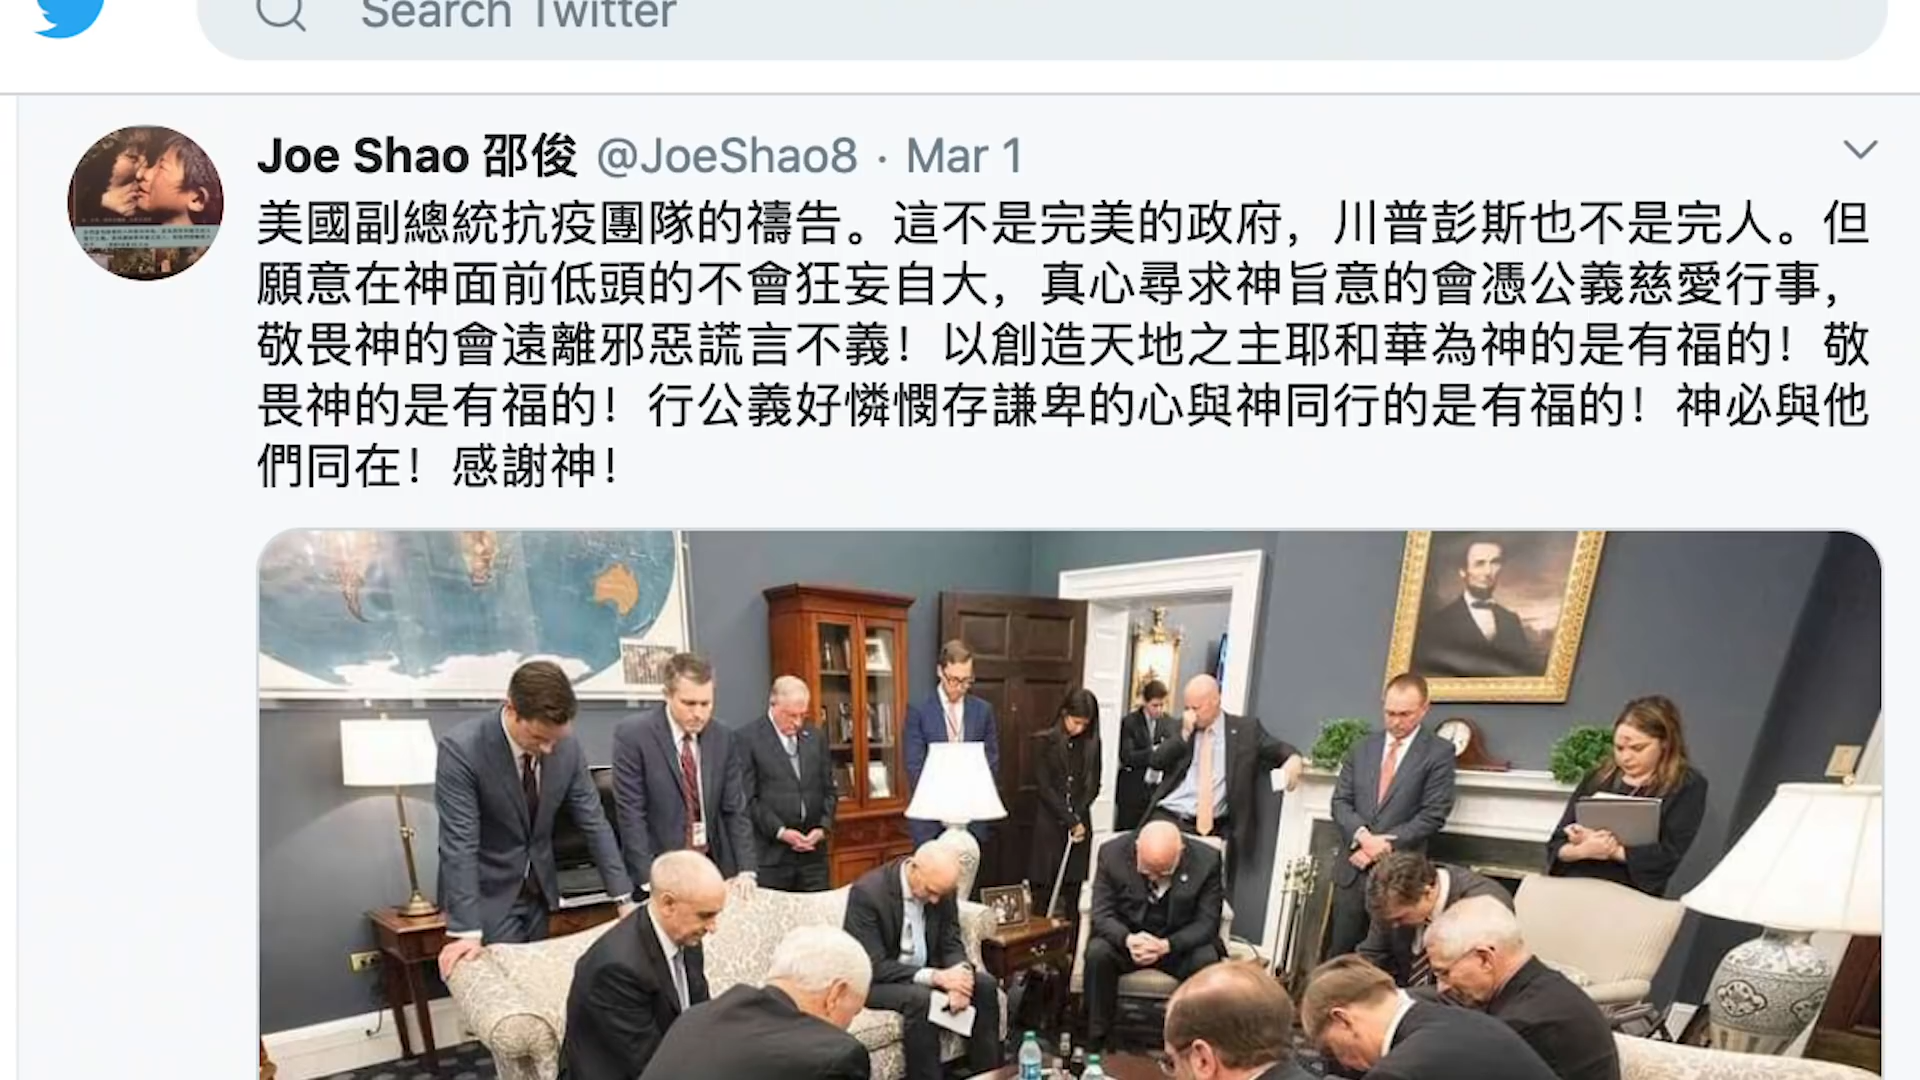 Search Twitter
Joe Shao 邵俊 @JoeShao8 · Mar 1
美國副總統抗疫團隊的禱告。這不是完美的政府，川普彭斯也不是完人。但
願意在神面前低頭的不會狂妄自大，真心尋求神旨意的會憑公義慈愛行事，
敬畏神的會遠離邪惡謊言不義！以創造天地之主耶和華為神的是有福的！敬
畏神的是有福的！行公義好憐憫存謙卑的心與神同行的是有福的！神必與他
們同在！感謝神！